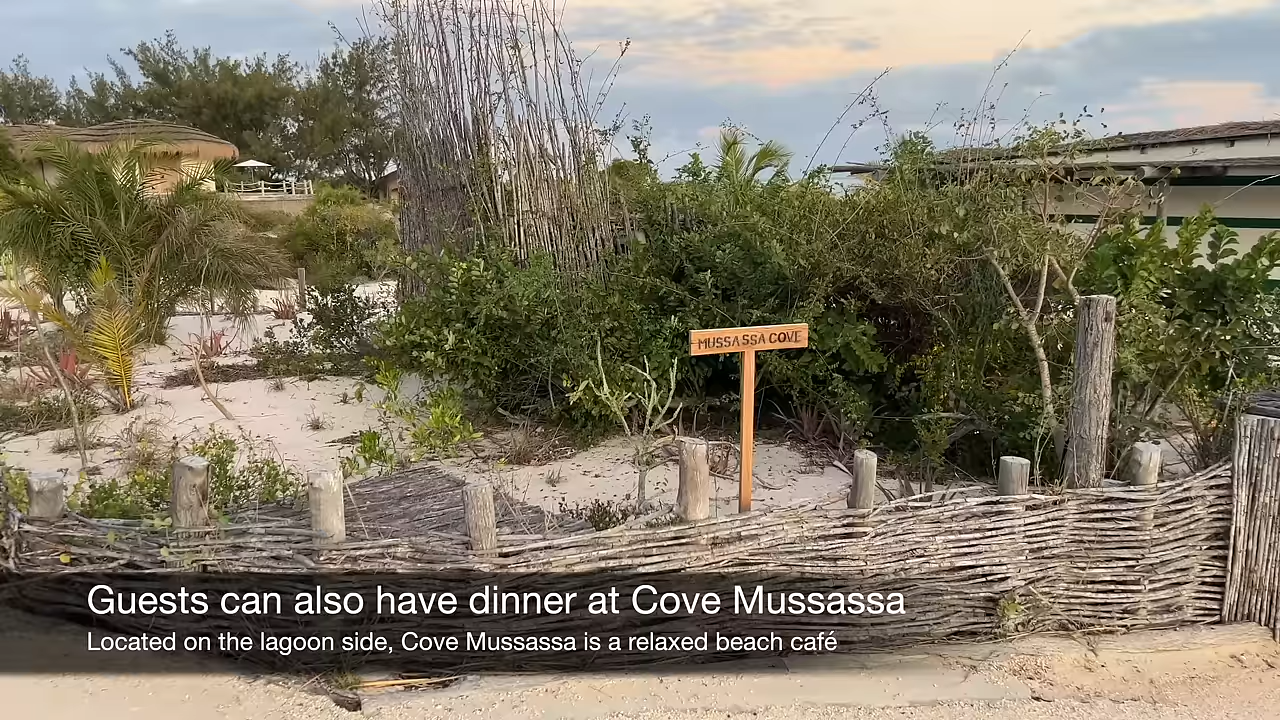 MUSSASSA COVE
Guests can also have dinner at Cove Mussassa
Located on the lagoon side, Cove Mussassa is a relaxed beach café